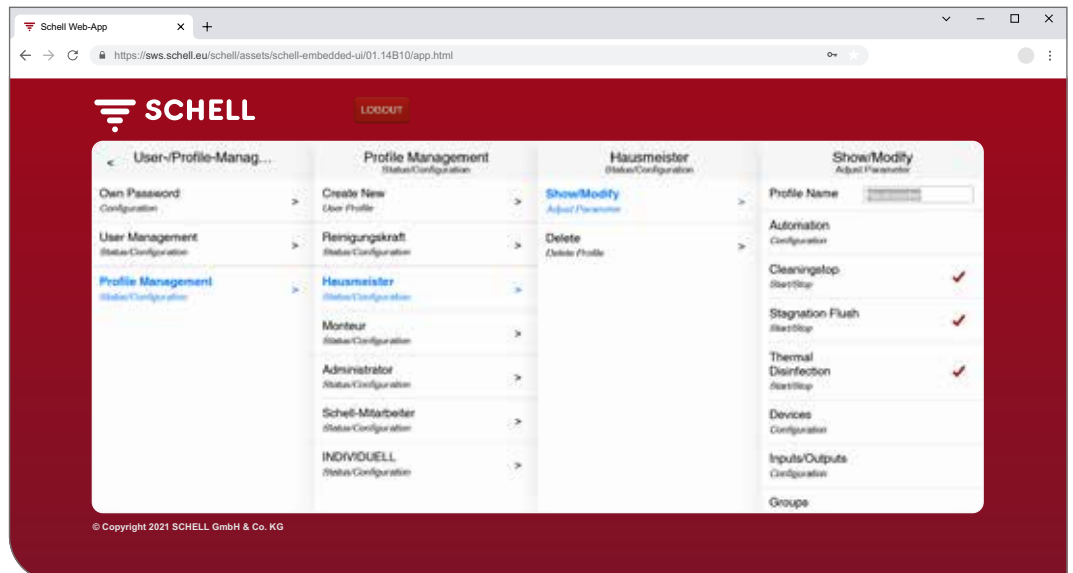 Schell Web-App
https://sws.schell.eu/schell/assets/schell-embedded-ui/01.14B10/app.html
SCHELL
LOGOUT
< User-/Profile-Manag...
Own Password >
Configuration
User Management >
Status/Configuration
Profile Management >
Status/Configuration
Profile Management
Status/Configuration
Create New >
User Profile
Reinigungskraft >
Status/Configuration
Hausmeister >
Status/Configuration
Monteur >
Status/Configuration
Administrator >
Status/Configuration
Schell-Mitarbeiter >
Status/Configuration
INDIVIDUELL >
Status/Configuration
Hausmeister
Status/Configuration
Show/Modify >
Adjust Parameter
Delete >
Delete Profile
Show/Modify
Adjust Parameter
Profile Name
Automation
Configuration
Cleaningstop
Start/Stop
Stagnation Flush
Start/Stop
Thermal
Disinfection
Start/Stop
Devices
Configuration
Inputs/Outputs
Configuration
Groups
© Copyright 2021 SCHELL GmbH & Co. KG